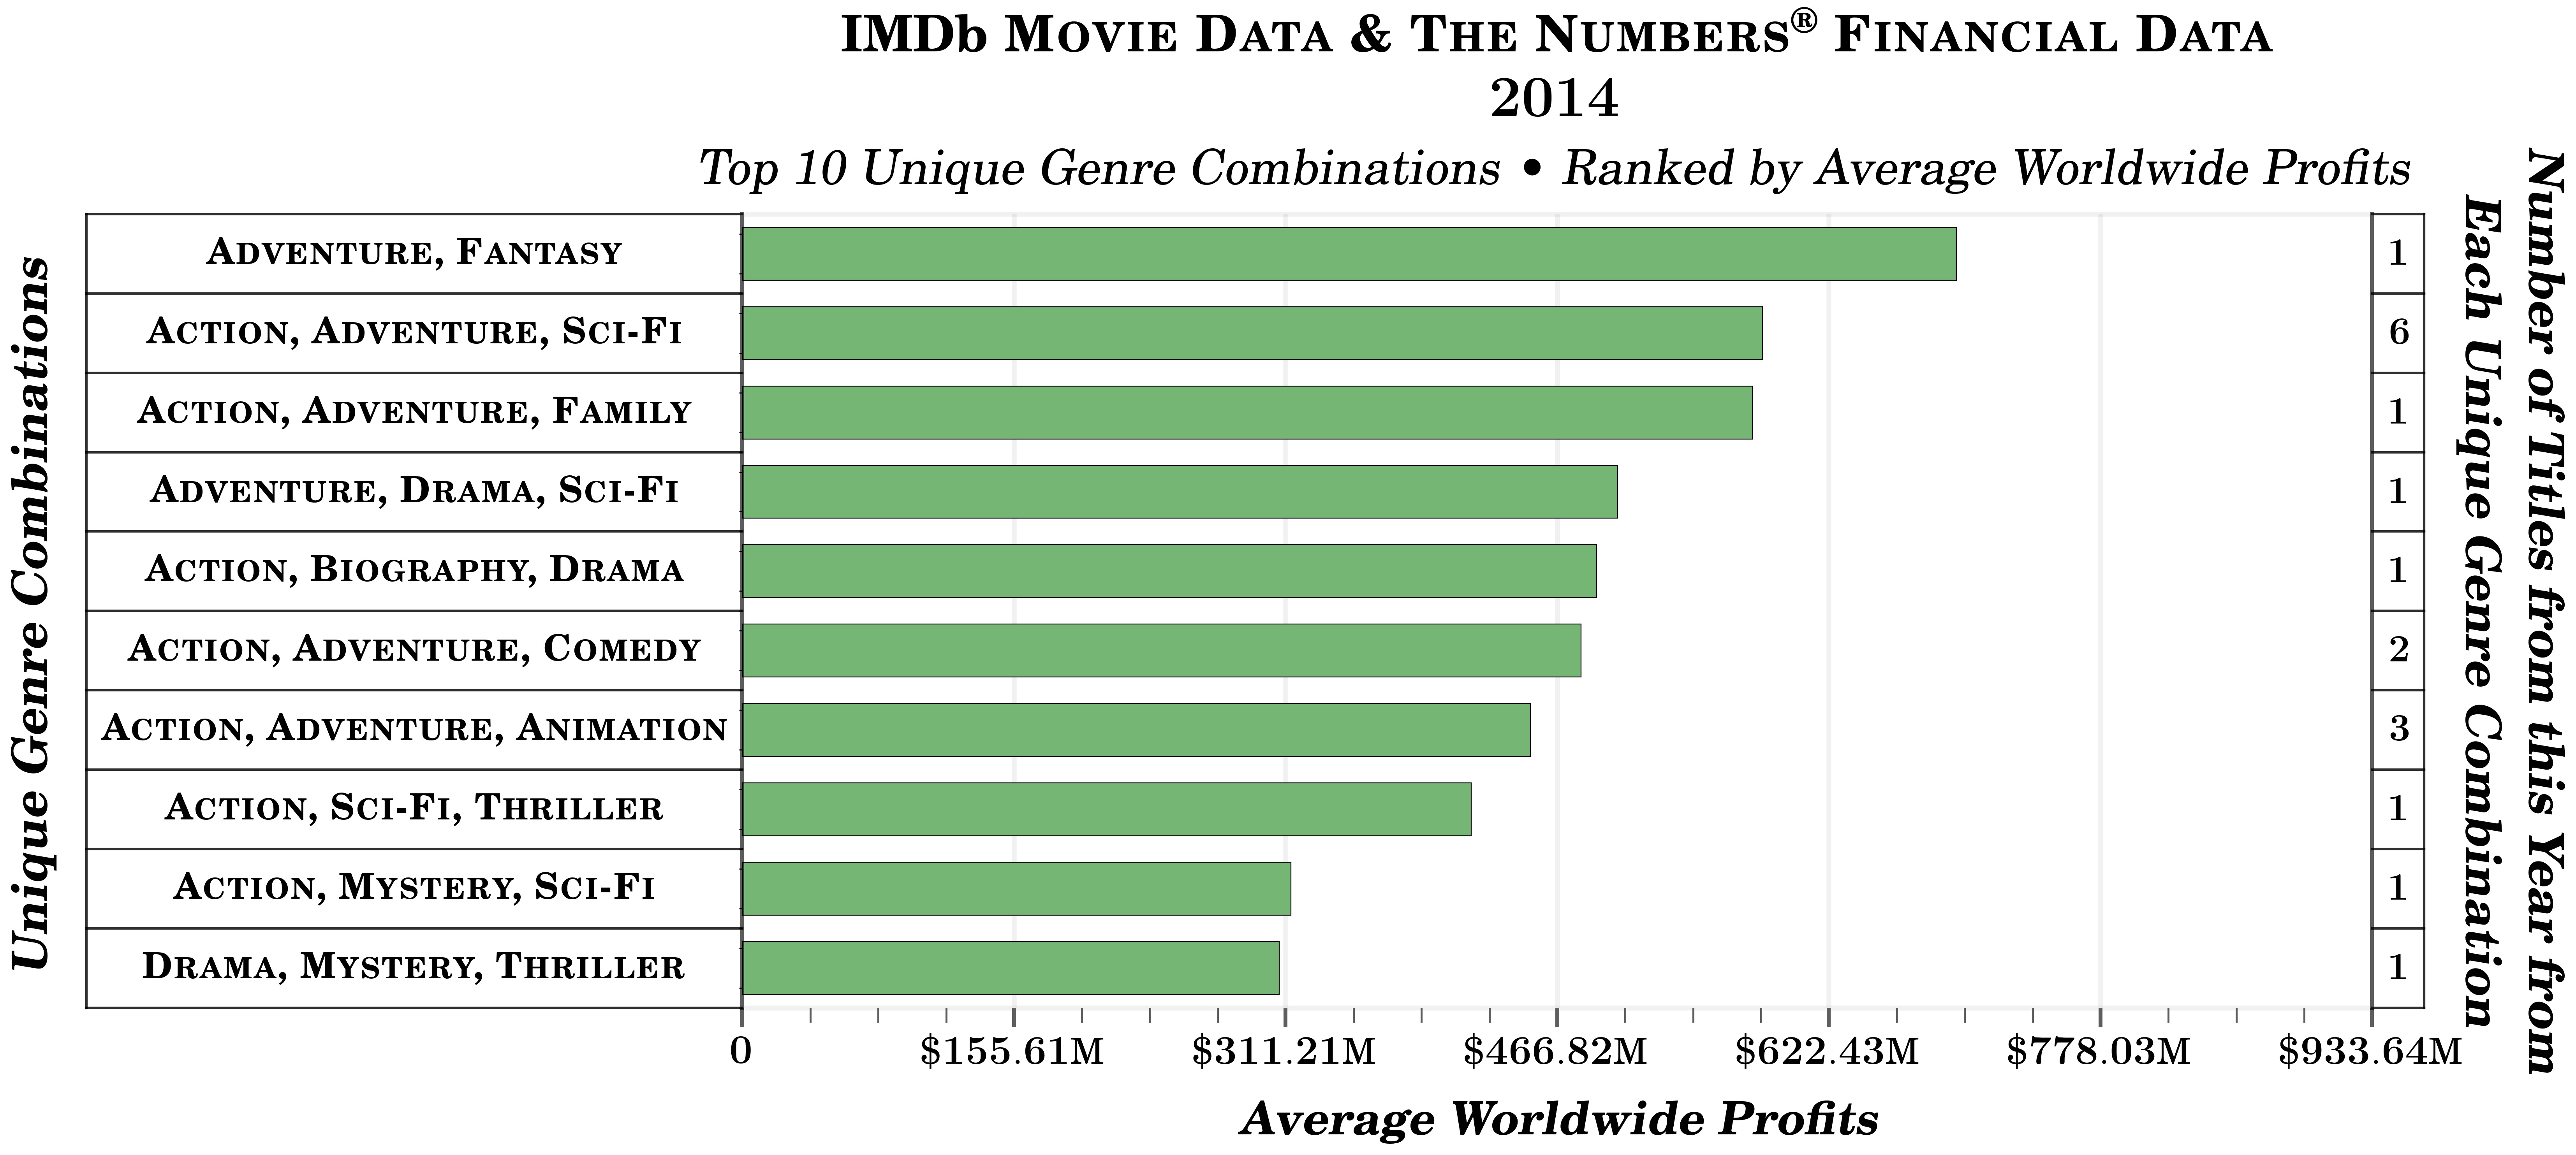 IMDb Movie Data & The Numbers® Financial Data
2014
Top 10 Unique Genre Combinations • Ranked by Average Worldwide Profits
Unique Genre Combinations
Adventure, Fantasy 1
Action, Adventure, Sci-Fi 6
Action, Adventure, Family 1
Adventure, Drama, Sci-Fi 1
Action, Biography, Drama 1
Action, Adventure, Comedy 2
Action, Adventure, Animation 3
Action, Sci-Fi, Thriller 1
Action, Mystery, Sci-Fi 1
Drama, Mystery, Thriller 1
Number of Titles from this Year from
Each Unique Genre Combination
0 $155.61M $311.21M $466.82M $622.43M $778.03M $933.64M
Average Worldwide Profits